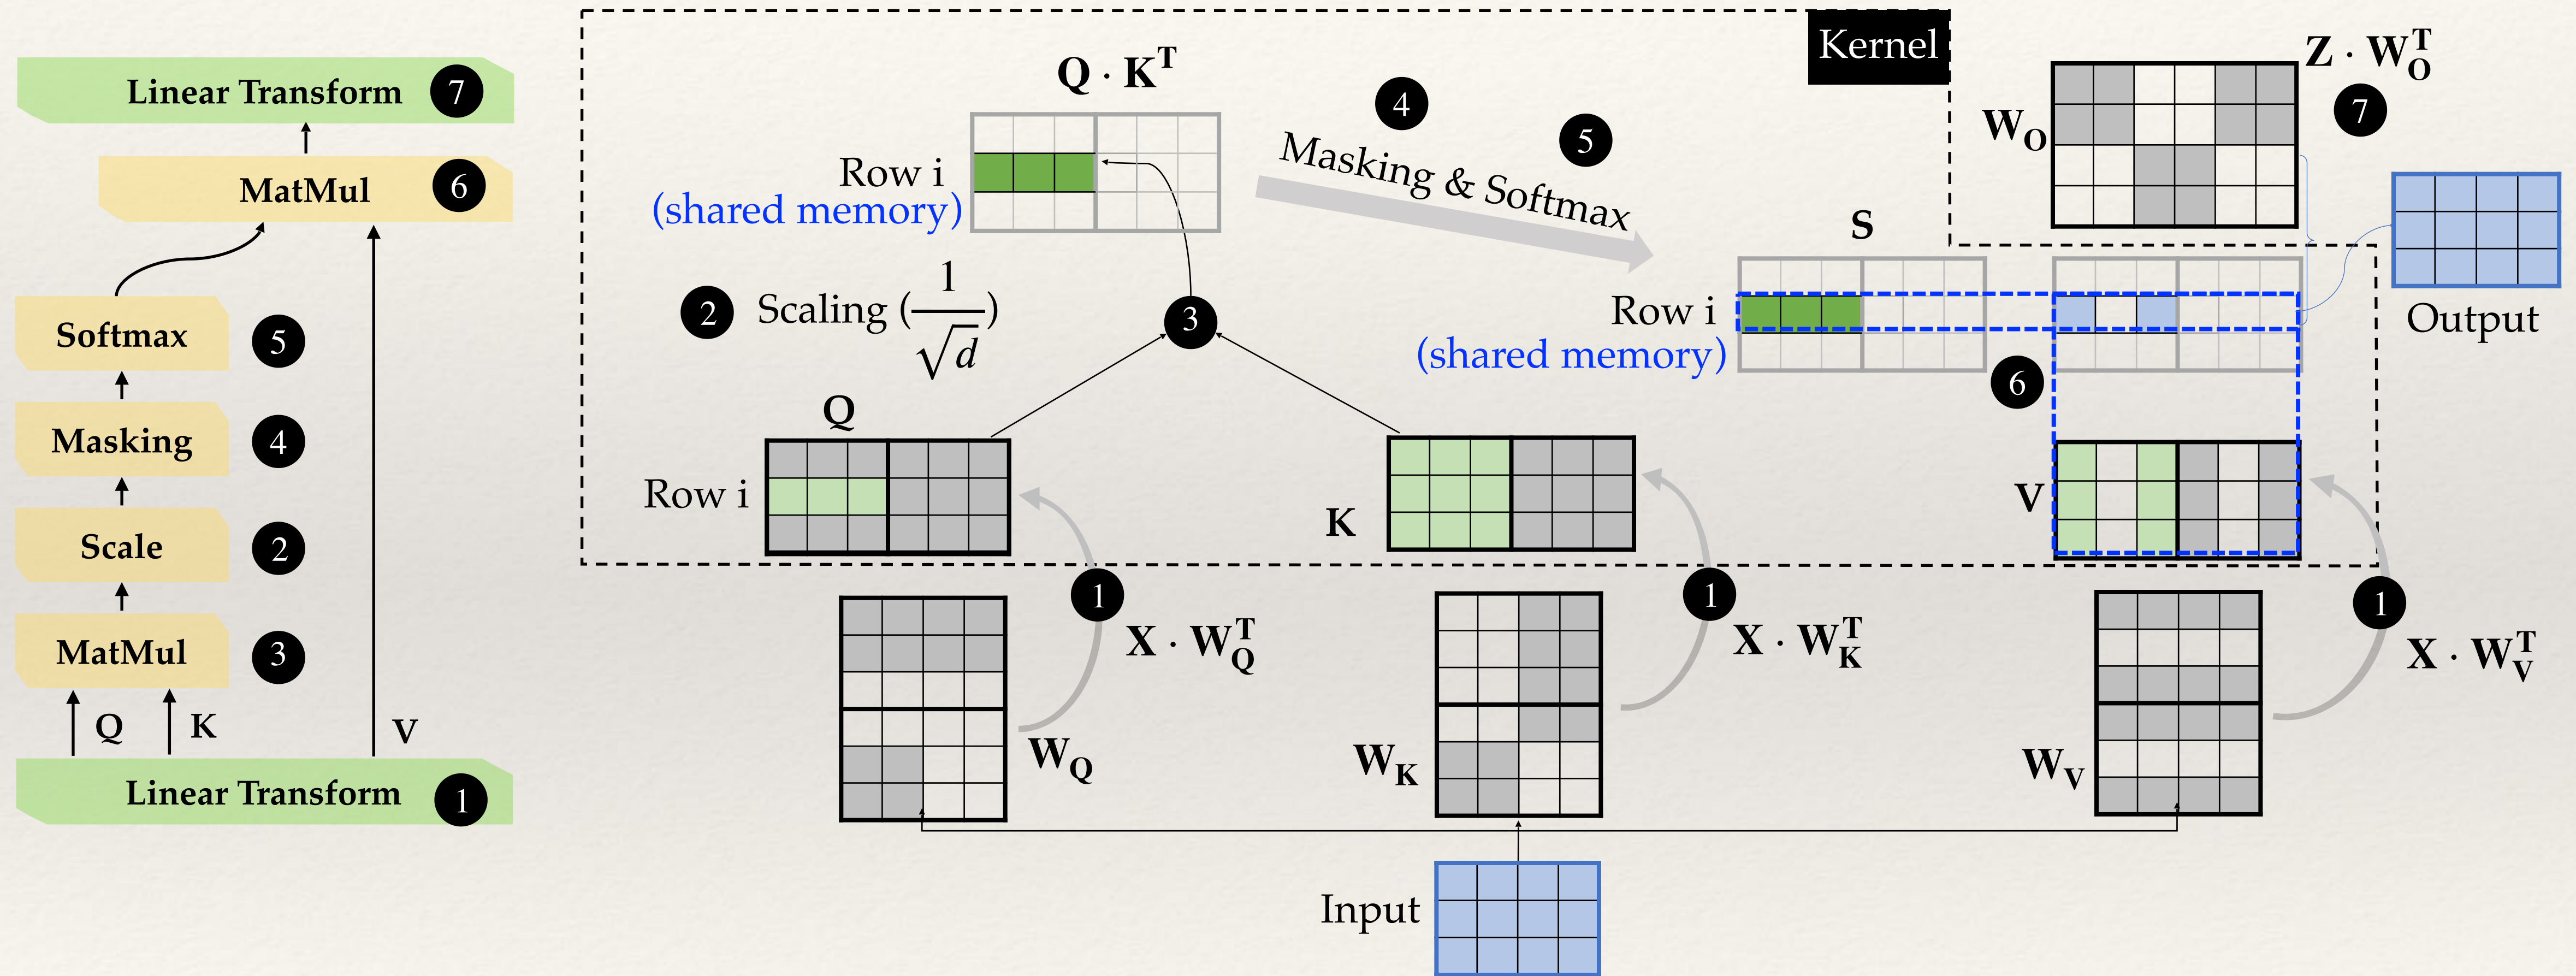 Linear Transform 7
MatMul 6
Softmax 5
Masking 4
Scale 2
MatMul 3
Q K V
Linear Transform 1
Kernel
Q · K^T
Row i
(shared memory)
4 5
Masking & Softmax
2 Scaling (1/√d)
3
Q
Row i
K
S
Row i
(shared memory)
6
V
W_O
Z · W_O^T
7
Output
1
X · W_Q^T
W_Q
1
X · W_K^T
W_K
1
X · W_V^T
W_V
Input